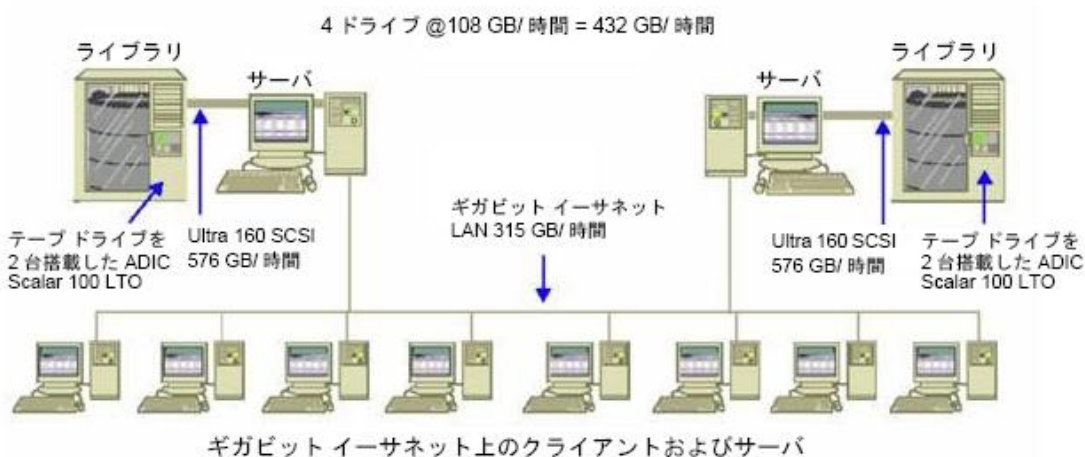 4 ドライブ @108 GB/ 時間 = 432 GB/ 時間
ライブラリ
サーバ
サーバ
ライブラリ
テープ ドライブを
2 台搭載した ADIC
Scalar 100 LTO
Ultra 160 SCSI
576 GB/ 時間
ギガビット イーサネット
LAN 315 GB/ 時間
Ultra 160 SCSI
576 GB/ 時間
テープ ドライブを
2 台搭載した ADIC
Scalar 100 LTO
ギガビット イーサネット上のクライアントおよびサーバ